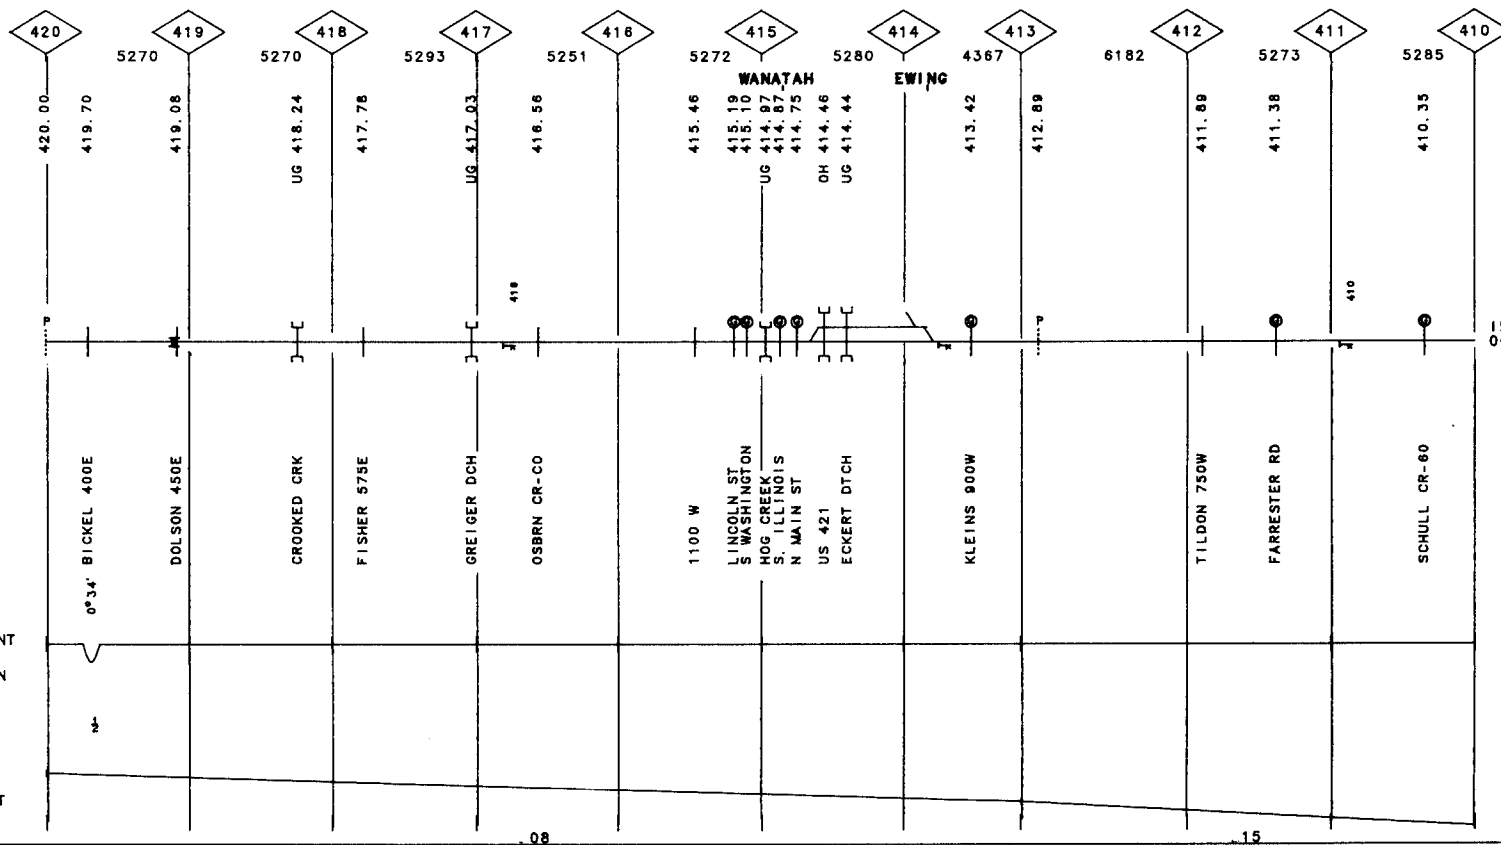 420 419 418 417 416 415 414 413 412 411 410
5270 5270 5293 5251 5272 5280 4367 6182 5273 5285
WANATAH EWING
420.00
419.70
419.08
UG 418.24
417.78
UG 417.03
416.56
415.46
415.19
415.10
UG 414.97
414.87
414.75
OH 414.46
UG 414.44
413.42
412.89
411.89
411.38
410.35
418
410
P
P
G G G G G G G
BICKEL 400E
DOLSON 450E
CROOKED CRK
FISHER 575E
GREIGER DCH
OSBRN CR-CO
1100 W
LINCOLN ST
S WASHINGTON
HOG CREEK
S. ILLINOIS
N MAIN ST
US 421
ECKERT DTCH
KLEINS 900W
TILDON 750W
FARRESTER RD
SCHULL CR-60
0°34'
NT
N
T
.08 .15